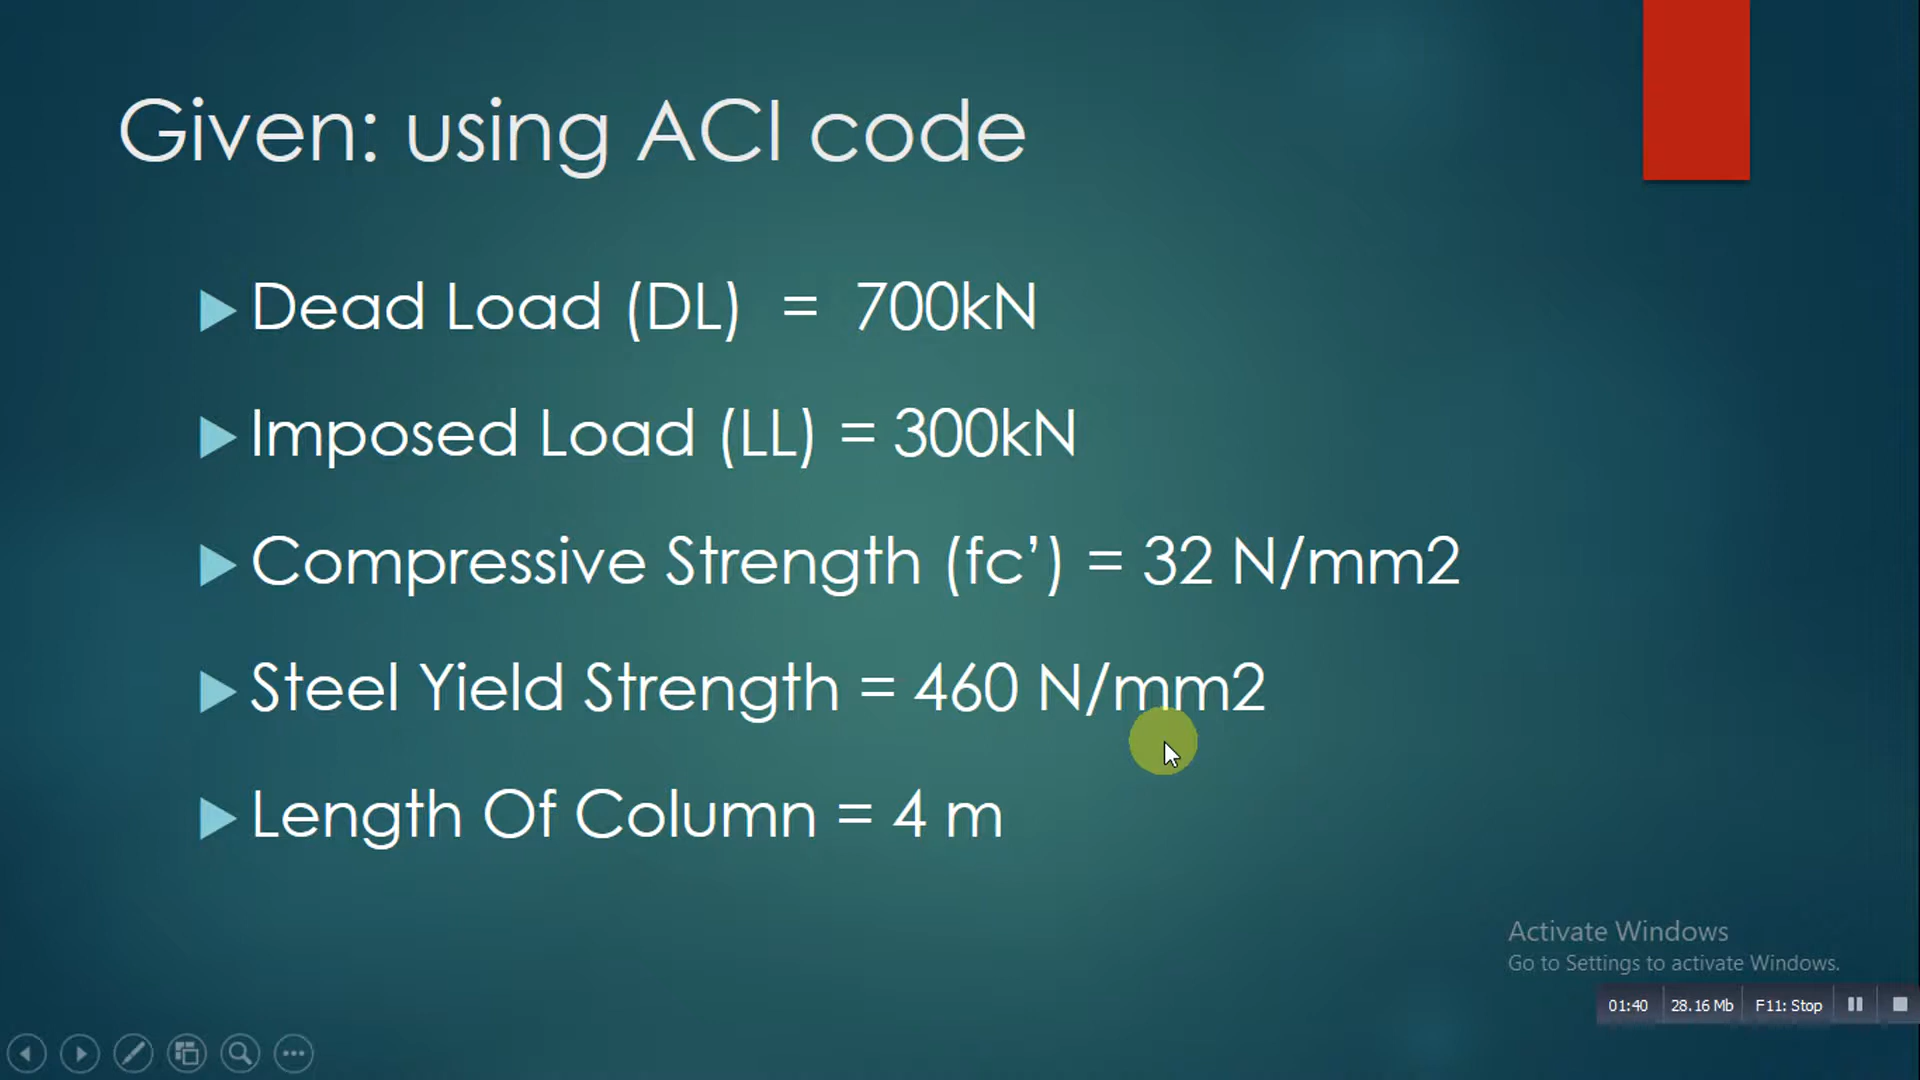 Given: using ACI code
Dead Load (DL) = 700kN
Imposed Load (LL) = 300kN
Compressive Strength (fc’) = 32 N/mm2
Steel Yield Strength = 460 N/mm2
Length Of Column = 4 m
Activate Windows
Go to Settings to activate Windows.
01:40 28.16 Mb F11: Stop